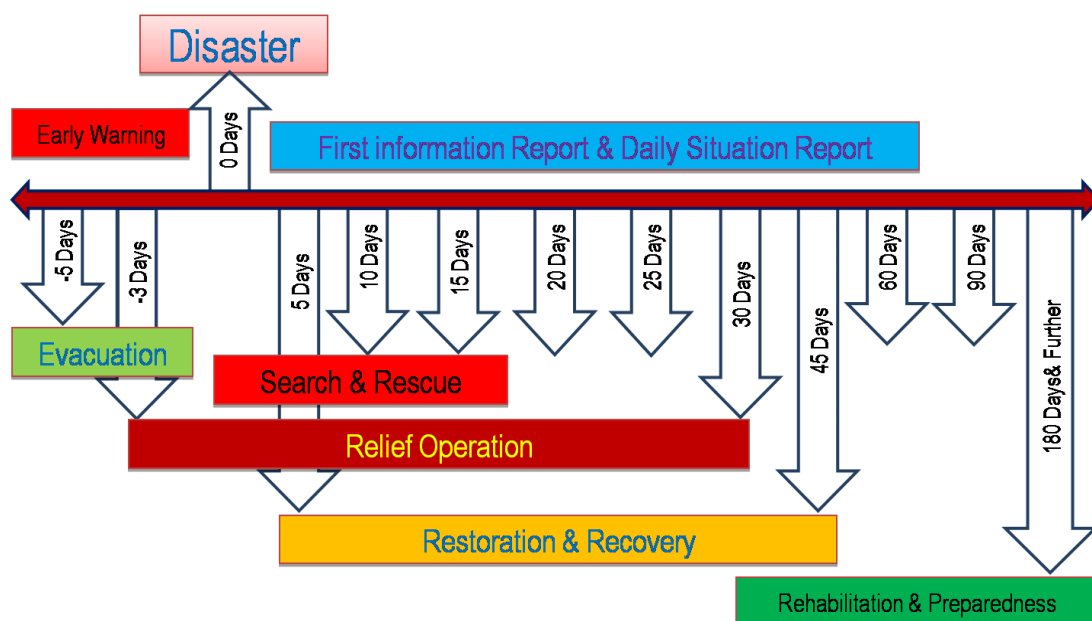 Disaster
Early Warning
0 Days
First information Report & Daily Situation Report
-5 Days
-3 Days
5 Days
10 Days
15 Days
20 Days
25 Days
30 Days
45 Days
60 Days
90 Days
180 Days& Further
Evacuation
Search & Rescue
Relief Operation
Restoration & Recovery
Rehabilitation & Preparedness